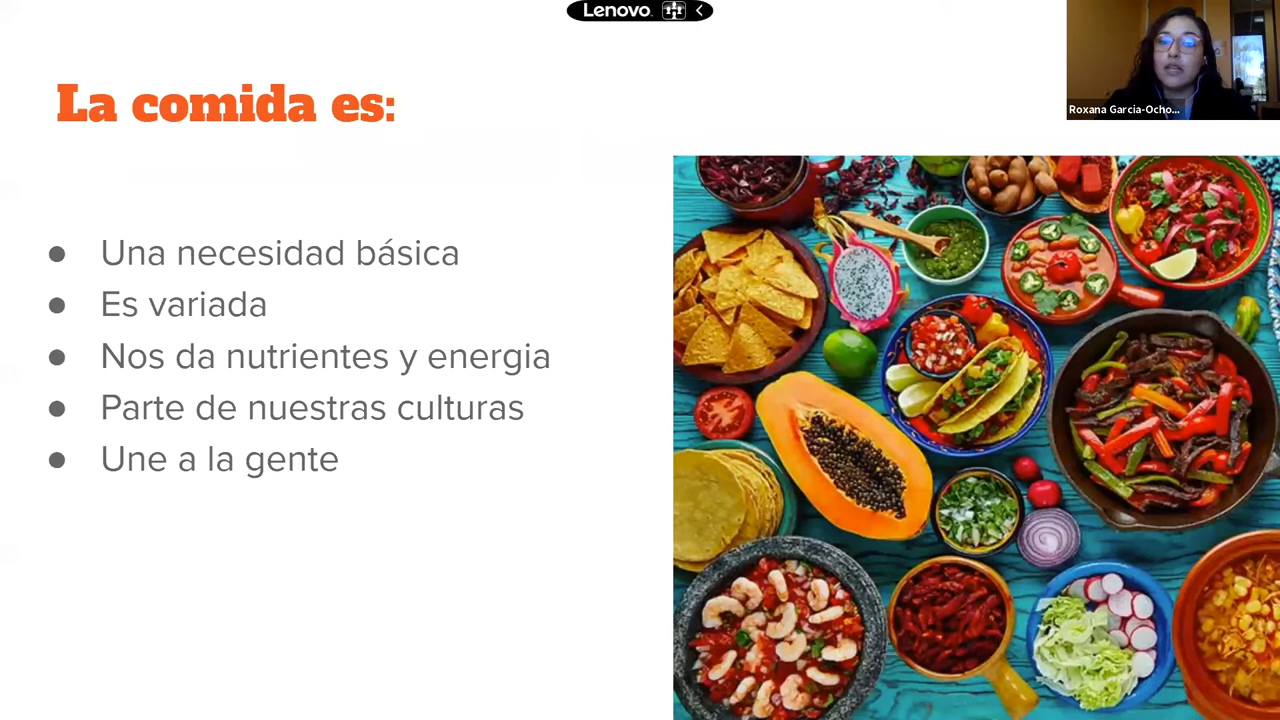 Lenovo
Roxana Garcia-Ocho...
La comida es:
● Una necesidad básica
● Es variada
● Nos da nutrientes y energia
● Parte de nuestras culturas
● Une a la gente